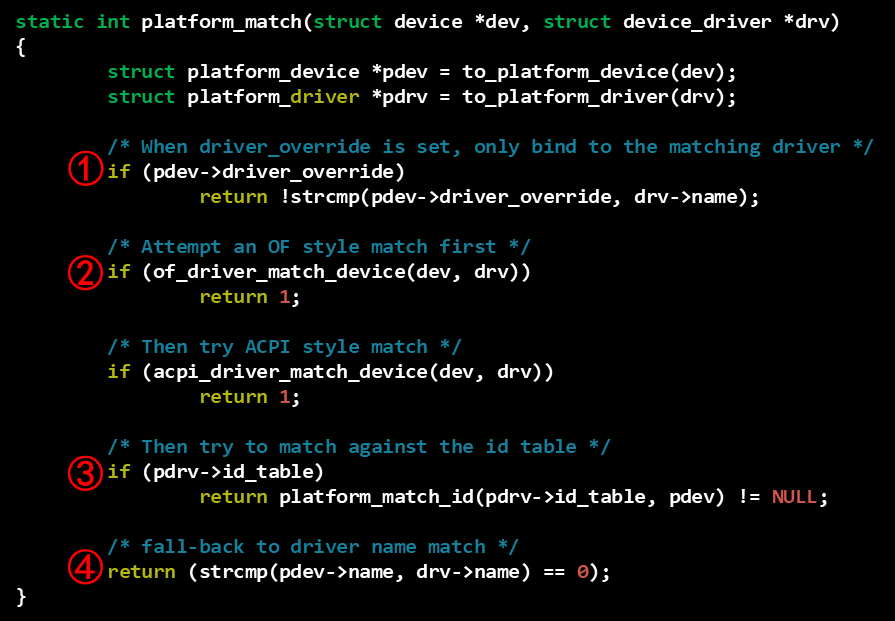 static int platform_match(struct device *dev, struct device_driver *drv)
{
        struct platform_device *pdev = to_platform_device(dev);
        struct platform_driver *pdrv = to_platform_driver(drv);

        /* When driver_override is set, only bind to the matching driver */
① if (pdev->driver_override)
                return !strcmp(pdev->driver_override, drv->name);

        /* Attempt an OF style match first */
② if (of_driver_match_device(dev, drv))
                return 1;

        /* Then try ACPI style match */
        if (acpi_driver_match_device(dev, drv))
                return 1;

        /* Then try to match against the id table */
③ if (pdrv->id_table)
                return platform_match_id(pdrv->id_table, pdev) != NULL;

        /* fall-back to driver name match */
④ return (strcmp(pdev->name, drv->name) == 0);
}